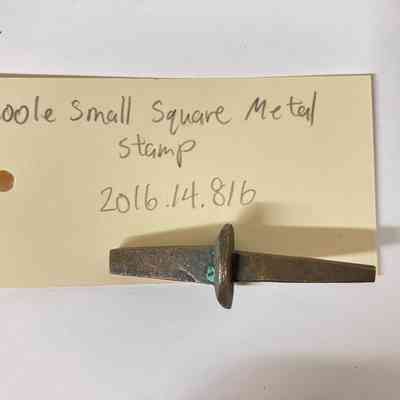 oole Small Square Metal
Stamp
2016.14.816